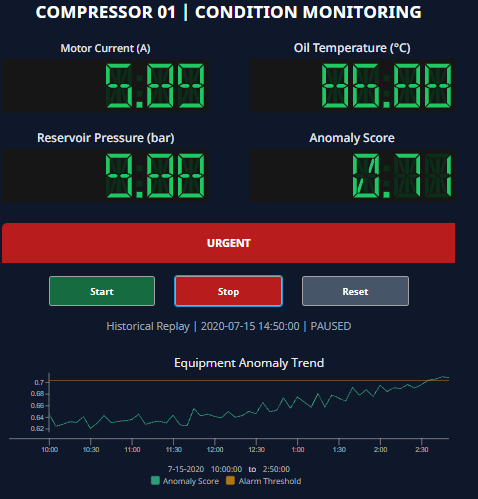 COMPRESSOR 01 | CONDITION MONITORING
Motor Current (A)
Oil Temperature (°C)
5.09
86.00
Reservoir Pressure (bar)
Anomaly Score
9.00
0.71
URGENT
Start
Stop
Reset
Historical Replay | 2020-07-15 14:50:00 | PAUSED
Equipment Anomaly Trend
0.7
0.68
0.66
0.64
0.62
10:00 10:30 11:00 11:30 12:00 12:30 1:00 1:30 2:00 2:30
7-15-2020 10:00:00 to 2:50:00
Anomaly Score Alarm Threshold